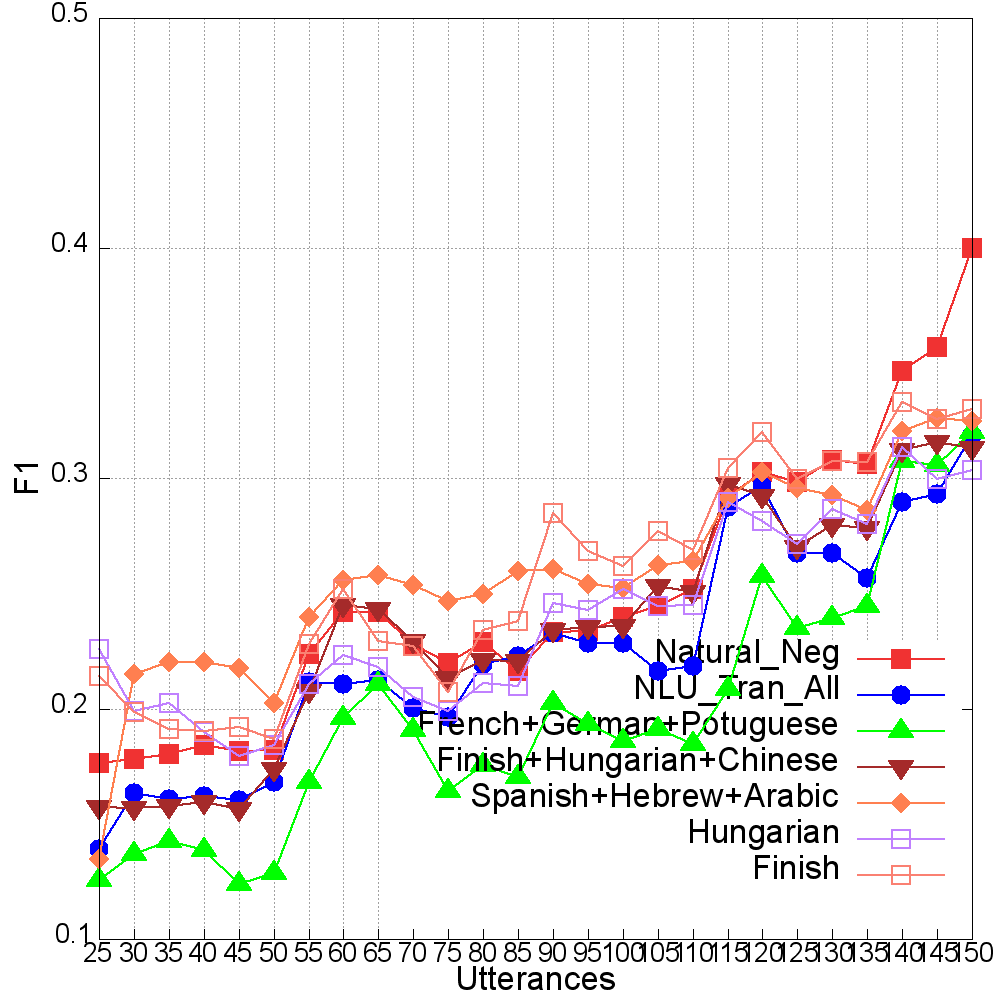 0.5
0.4
0.3
0.2
0.1
F1
Natural_Neg
NLU_Tran_All
French+German+Potuguese
Finish+Hungarian+Chinese
Spanish+Hebrew+Arabic
Hungarian
Finish
25 30 35 40 45 50 55 60 65 70 75 80 85 90 95 100 105 110 115 120 125 130 135 140 145 150
Utterances